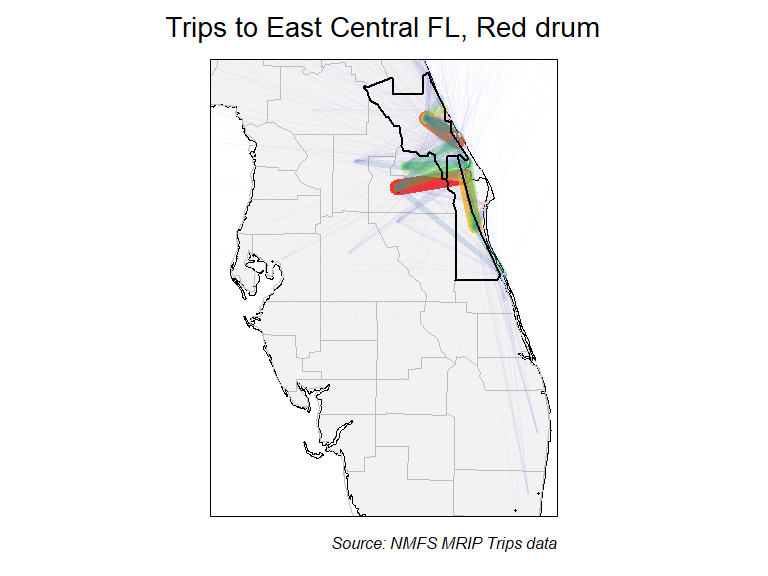 Trips to East Central FL, Red drum
Source: NMFS MRIP Trips data